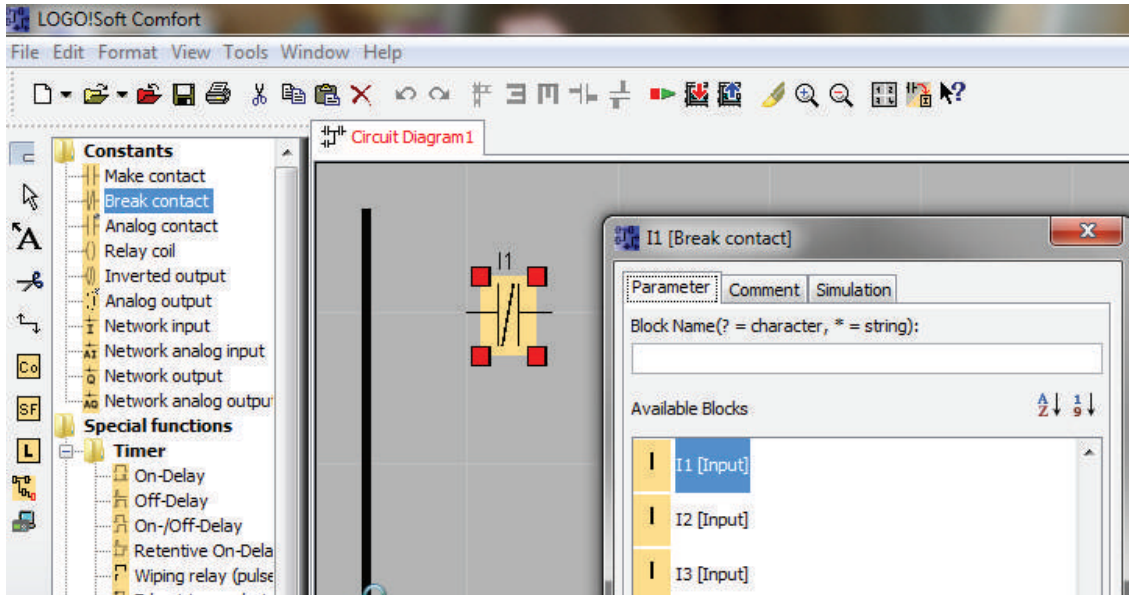 LOGO!Soft Comfort
File Edit Format View Tools Window Help
Circuit Diagram1
Constants
Make contact
Break contact
Analog contact
Relay coil
Inverted output
Analog output
Network input
Network analog input
Network output
Network analog outpu
Special functions
Timer
On-Delay
Off-Delay
On-/Off-Delay
Retentive On-Dela
Wiping relay (pulse
A
Co
SF
L
I1
I1 [Break contact]
Parameter Comment Simulation
Block Name(? = character, * = string):
Available Blocks
I I1 [Input]
I I2 [Input]
I I3 [Input]